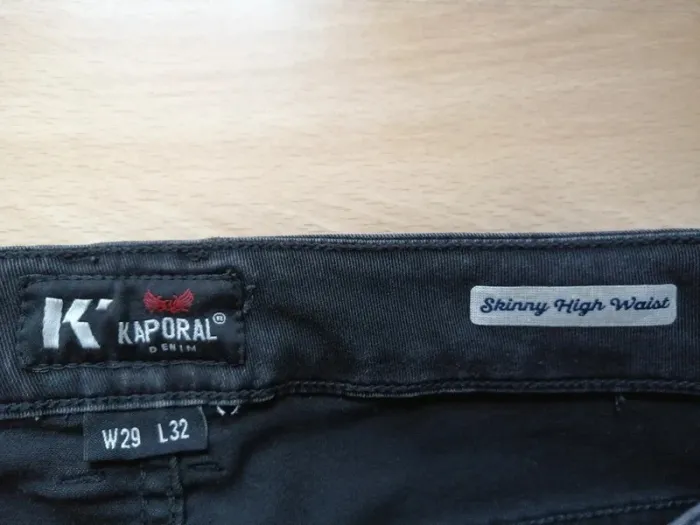 K'
KAPORAL®
DENIM
Skinny High Waist
W29 L32